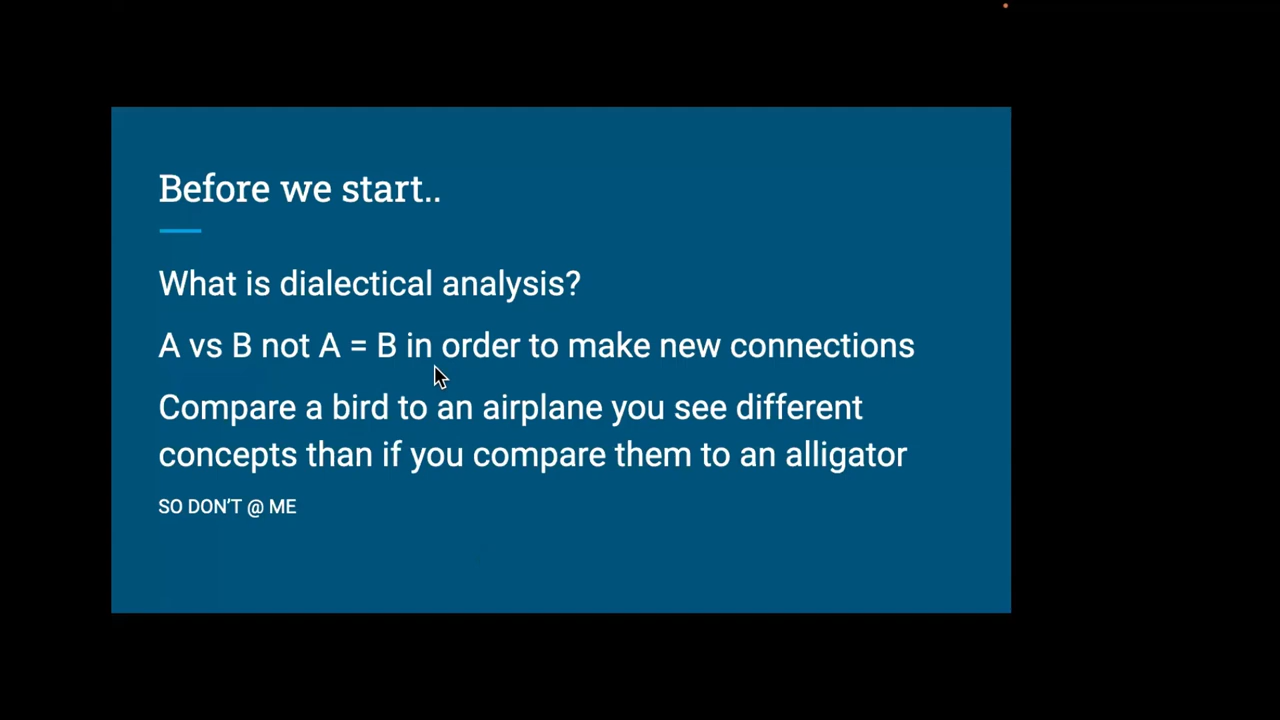 Before we start..
What is dialectical analysis?
A vs B not A = B in order to make new connections
Compare a bird to an airplane you see different
concepts than if you compare them to an alligator
SO DON’T @ ME